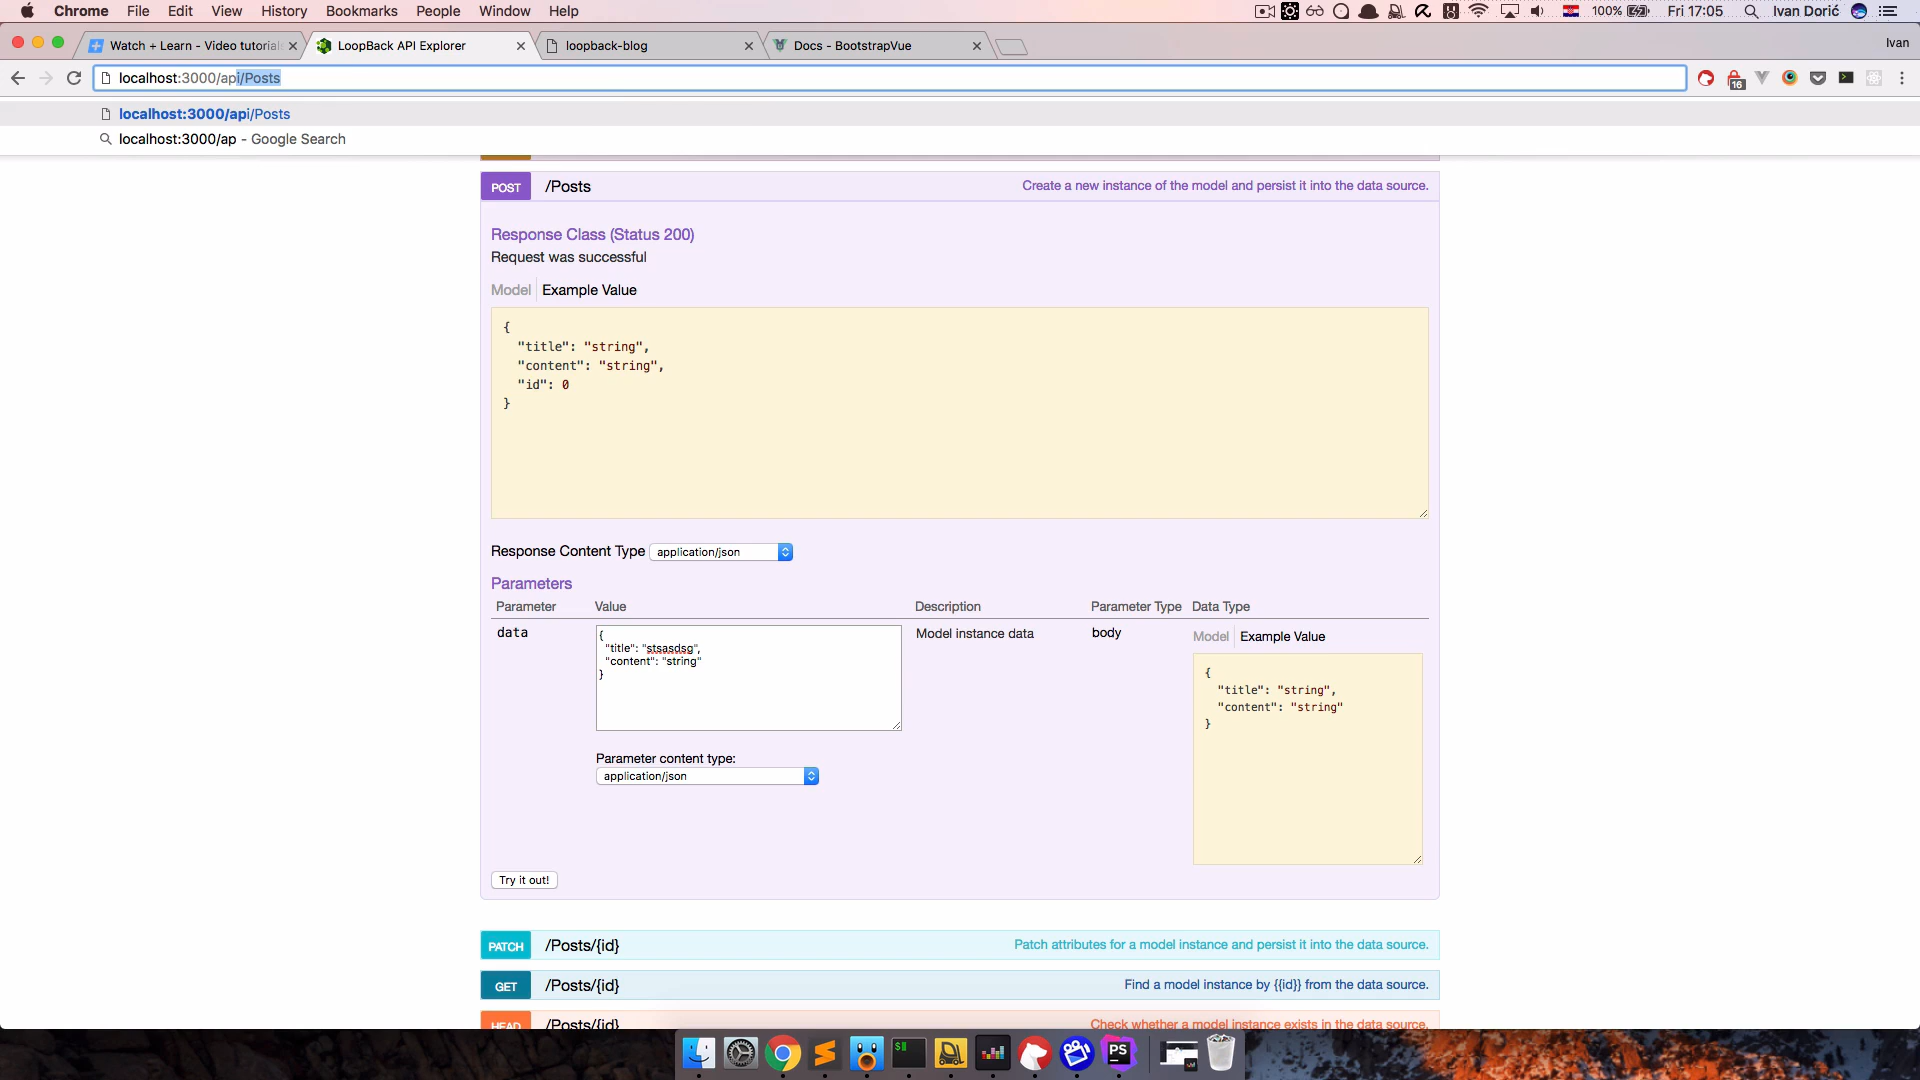 Chrome File Edit View History Bookmarks People Window Help 100% Fri 17:05 Ivan Dorić
Watch + Learn - Video tutorial LoopBack API Explorer loopback-blog Docs - BootstrapVue Ivan
localhost:3000/api/Posts 16
localhost:3000/api/Posts
localhost:3000/ap - Google Search
POST /Posts Create a new instance of the model and persist it into the data source.
Response Class (Status 200)
Request was successful
Model Example Value
{
"title": "string",
"content": "string",
"id": 0
}
Response Content Type application/json
Parameters
Parameter Value Description Parameter Type Data Type
data { Model instance data body Model Example Value
"title": "stsasdsg",
"content": "string"
}
{
"title": "string",
"content": "string"
}
Parameter content type:
application/json
Try it out!
PATCH /Posts/{id} Patch attributes for a model instance and persist it into the data source.
GET /Posts/{id} Find a model instance by {{id}} from the data source.
HEAD /Posts/{id} Check whether a model instance exists in the data source.
$ PS